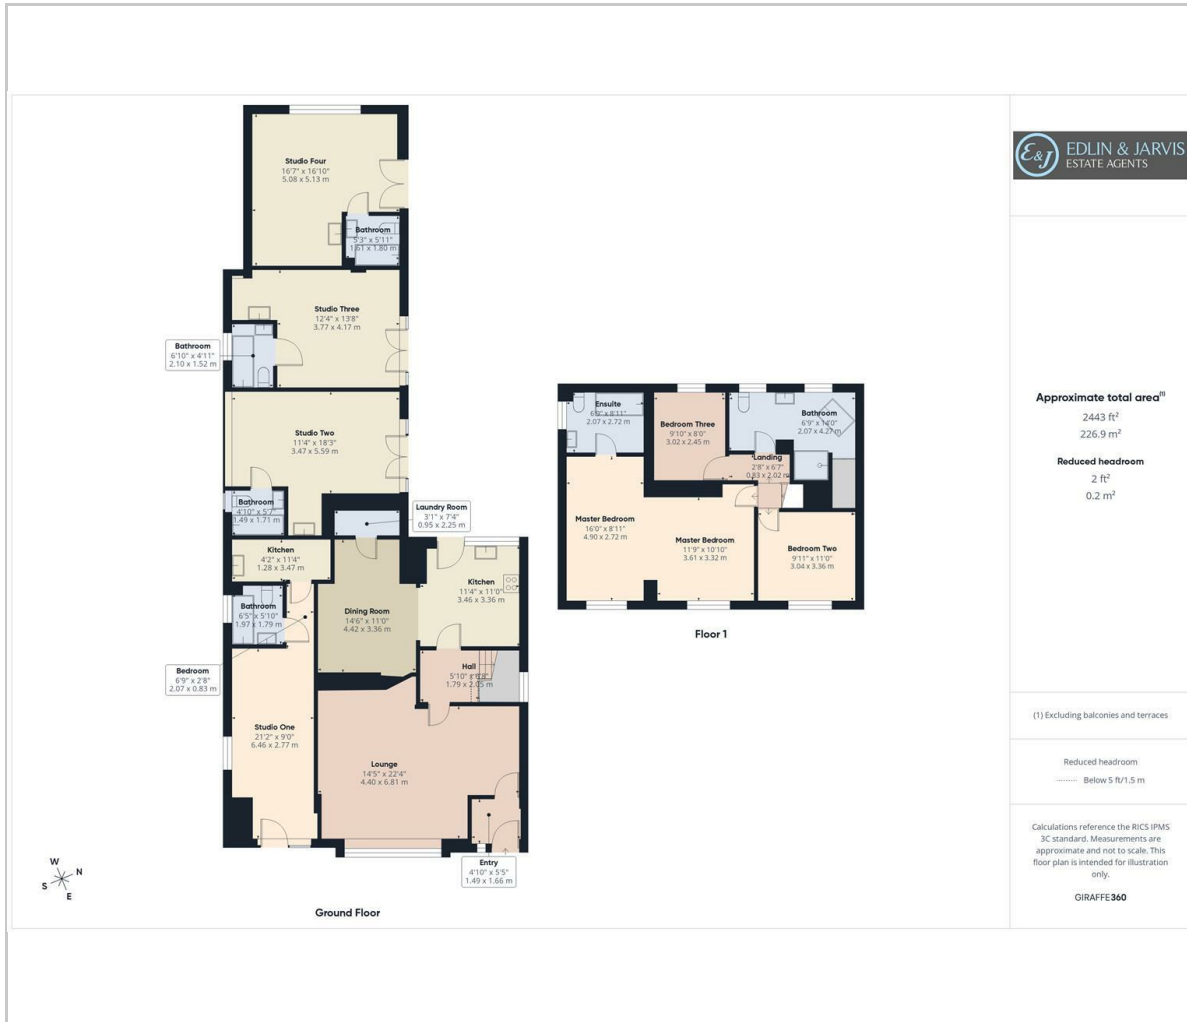 Studio Four
16'7" x 16'10"
5.08 x 5.13 m
Bathroom
5'3" x 5'11"
1.61 x 1.80 m
Studio Three
12'4" x 13'8"
3.77 x 4.17 m
Bathroom
6'10" x 4'11"
2.10 x 1.52 m
Studio Two
11'4" x 18'3"
3.47 x 5.59 m
Bathroom
4'10" x 5'7"
1.49 x 1.71 m
Laundry Room
3'1" x 7'4"
0.95 x 2.25 m
Kitchen
4'2" x 11'4"
1.28 x 3.47 m
Kitchen
11'4" x 11'0"
3.46 x 3.36 m
Bathroom
6'5" x 5'10"
1.97 x 1.79 m
Dining Room
14'6" x 11'0"
4.42 x 3.36 m
Bedroom
6'9" x 2'8"
2.07 x 0.83 m
Hall
5'10" x 6'8"
1.79 x 2.05 m
Studio One
21'2" x 9'0"
6.46 x 2.77 m
Lounge
14'5" x 22'4"
4.40 x 6.81 m
Entry
4'10" x 5'5"
1.49 x 1.66 m
W
N
S
E
Ground Floor
Ensuite
6'9" x 8'11"
2.07 x 2.72 m
Bedroom Three
9'10" x 8'0"
3.02 x 2.45 m
Bathroom
6'9" x 14'0"
2.07 x 4.27 m
Landing
2'8" x 6'7"
0.83 x 2.02 m
Master Bedroom
16'0" x 8'11"
4.90 x 2.72 m
Master Bedroom
11'9" x 10'10"
3.61 x 3.32 m
Bedroom Two
9'11" x 11'0"
3.04 x 3.36 m
Floor 1
E&J
EDLIN & JARVIS
ESTATE AGENTS
Approximate total area(1)
2443 ft²
226.9 m²
Reduced headroom
2 ft²
0.2 m²
(1) Excluding balconies and terraces
Reduced headroom
Below 5 ft/1.5 m
Calculations reference the RICS IPMS
3C standard. Measurements are
approximate and not to scale. This
floor plan is intended for illustration
only.
GIRAFFE360